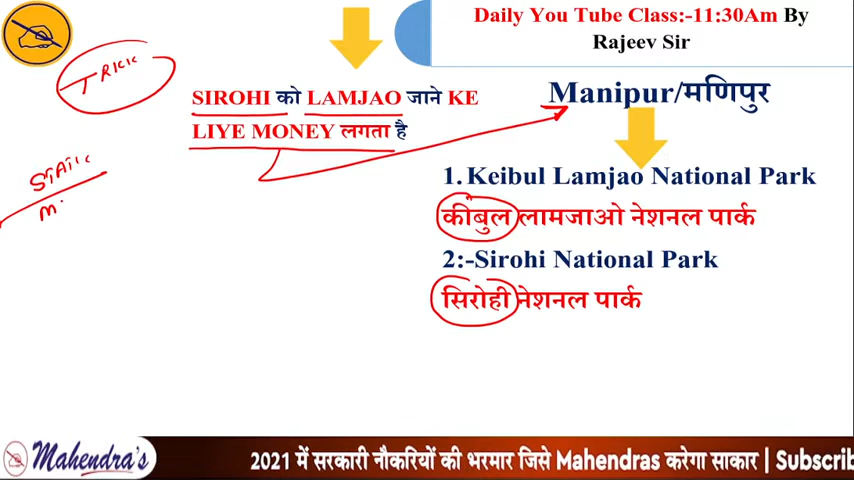 Daily You Tube Class:-11:30Am By
Rajeev Sir
TRICK
SIROHI को LAMJAO जाने KE
LIYE MONEY लगता है
Manipur/मणिपुर
STATIC
M
1. Keibul Lamjao National Park
कीबुल लामजाओ नेशनल पार्क
2:-Sirohi National Park
सिरोही नेशनल पार्क
Mahendra's
2021 में सरकारी नौकरियों की भरमार जिसे Mahendras करेगा साकार | Subscrib